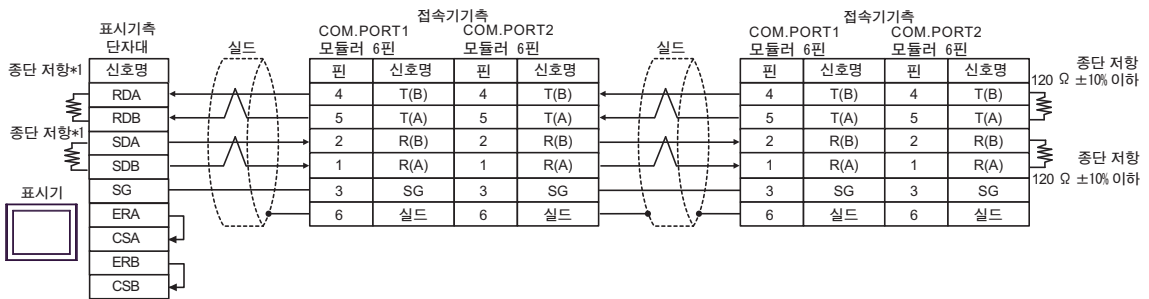 표시기측
단자대
종단 저항*1
종단 저항*1
신호명
RDA
RDB
SDA
SDB
SG
ERA
CSA
ERB
CSB
표시기
실드
접속기기측
COM.PORT1 COM.PORT2
모듈러 6핀 모듈러 6핀
핀 신호명 핀 신호명
4 T(B) 4 T(B)
5 T(A) 5 T(A)
2 R(B) 2 R(B)
1 R(A) 1 R(A)
3 SG 3 SG
6 실드 6 실드
실드
접속기기측
COM.PORT1 COM.PORT2
모듈러 6핀 모듈러 6핀
핀 신호명 핀 신호명
4 T(B) 4 T(B)
5 T(A) 5 T(A)
2 R(B) 2 R(B)
1 R(A) 1 R(A)
3 SG 3 SG
6 실드 6 실드
종단 저항
120 Ω ±10% 이하
종단 저항
120 Ω ±10% 이하